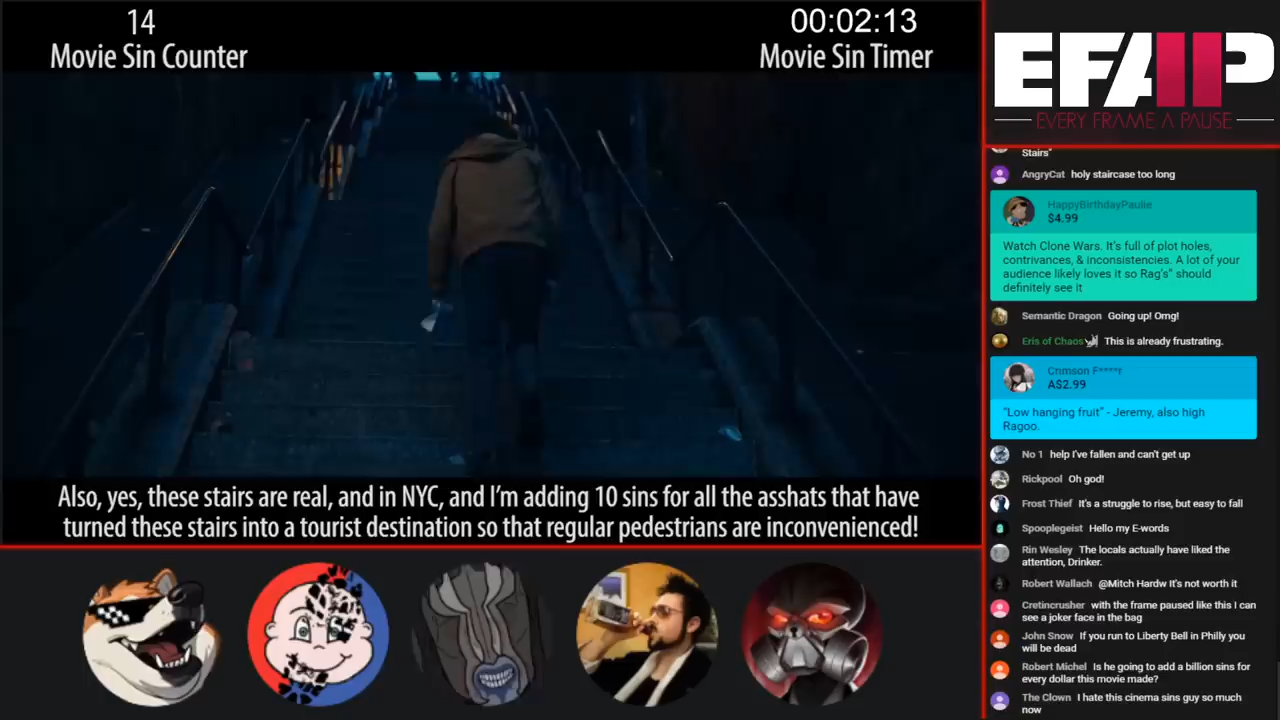 14
Movie Sin Counter
00:02:13
Movie Sin Timer
Also, yes, these stairs are real, and in NYC, and I'm adding 10 sins for all the asshats that have
turned these stairs into a tourist destination so that regular pedestrians are inconvenienced!
EFAP
EVERY FRAME A PAUSE
Stairs"
AngryCat holy staircase too long
HappyBirthdayPaulie
$4.99
Watch Clone Wars. It's full of plot holes,
contrivances, & inconsistencies. A lot of your
audience likely loves it so Rag's" should
definitely see it
Semantic Dragon Going up! Omg!
Eris of Chaos This is already frustrating.
Crimson F****r
A$2.99
"Low hanging fruit" - Jeremy, also high
Ragoo.
No 1 help I've fallen and can't get up
Rickpool Oh god!
Frost Thief It's a struggle to rise, but easy to fall
Spooplegeist Hello my E-words
Rin Wesley The locals actually have liked the
attention, Drinker.
Robert Wallach @Mitch Hardw It's not worth it
Cretincrusher with the frame paused like this I can
see a joker face in the bag
John Snow If you run to Liberty Bell in Philly you
will be dead
Robert Michel Is he going to add a billion sins for
every dollar this movie made?
The Clown I hate this cinema sins guy so much
now